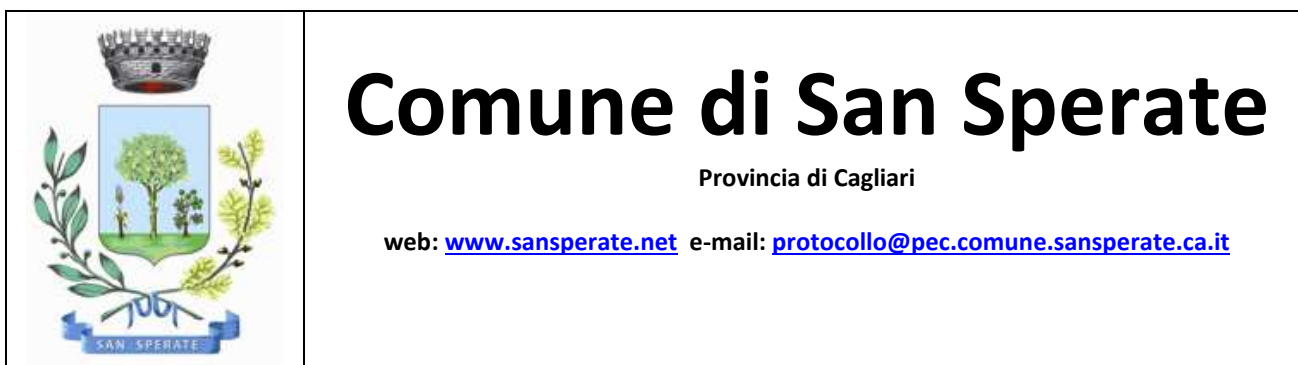 Comune di San Sperate
Provincia di Cagliari
web: www.sansperate.net e-mail: protocollo@pec.comune.sansperate.ca.it
SAN SPERATE